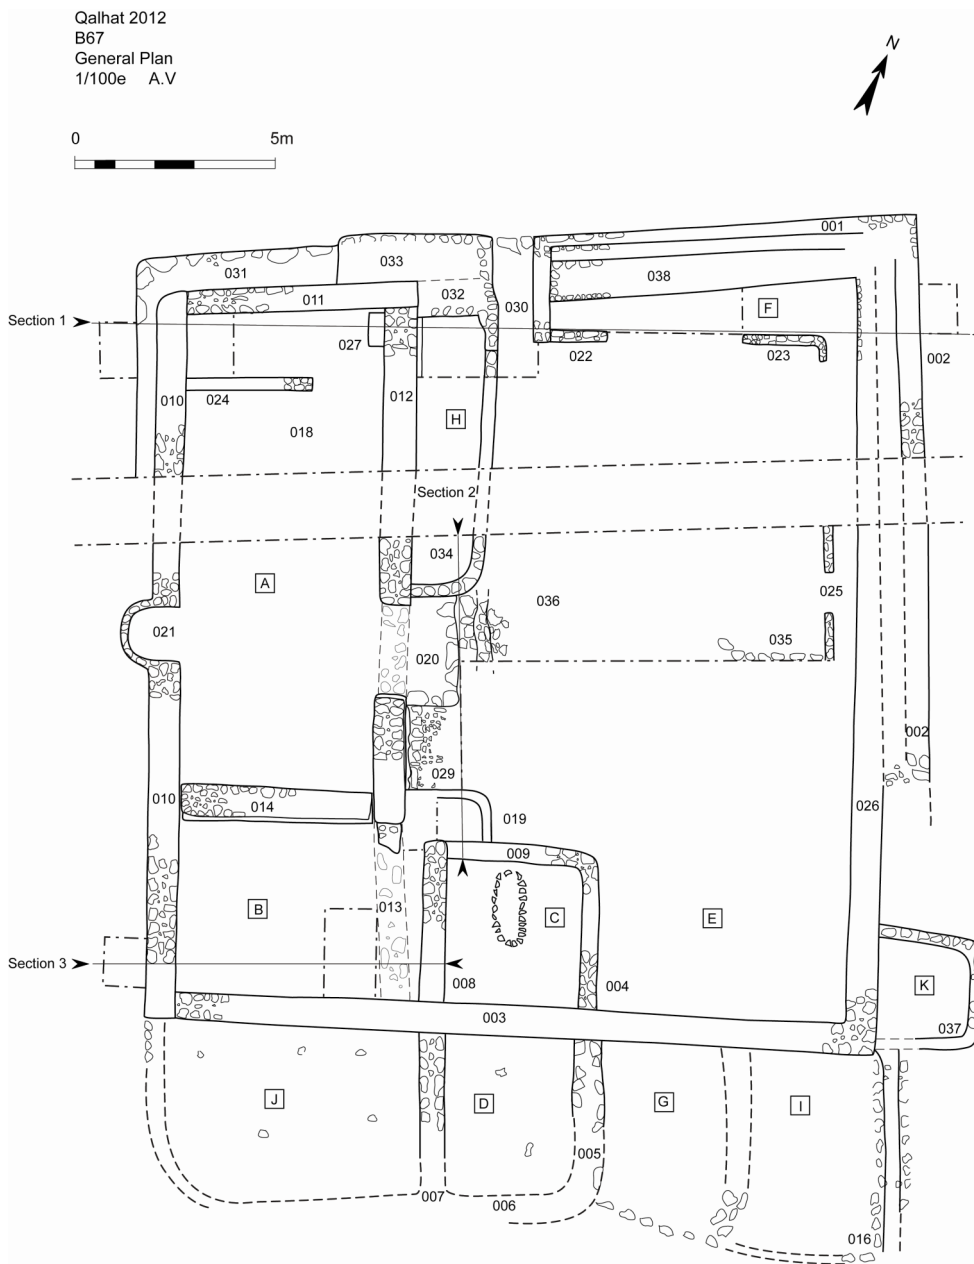 Qalhat 2012
B67
General Plan
1/100e A.V
N
0 5m
001
031
033
038
032
011
030
F
Section 1
027
022
023
002
024
010
012
H
018
Section 2
034
A
025
036
021
035
020
002
029
010
014
026
019
009
B
013
C
E
Section 3
008
004
K
003
037
J
D
G
I
005
007
006
016